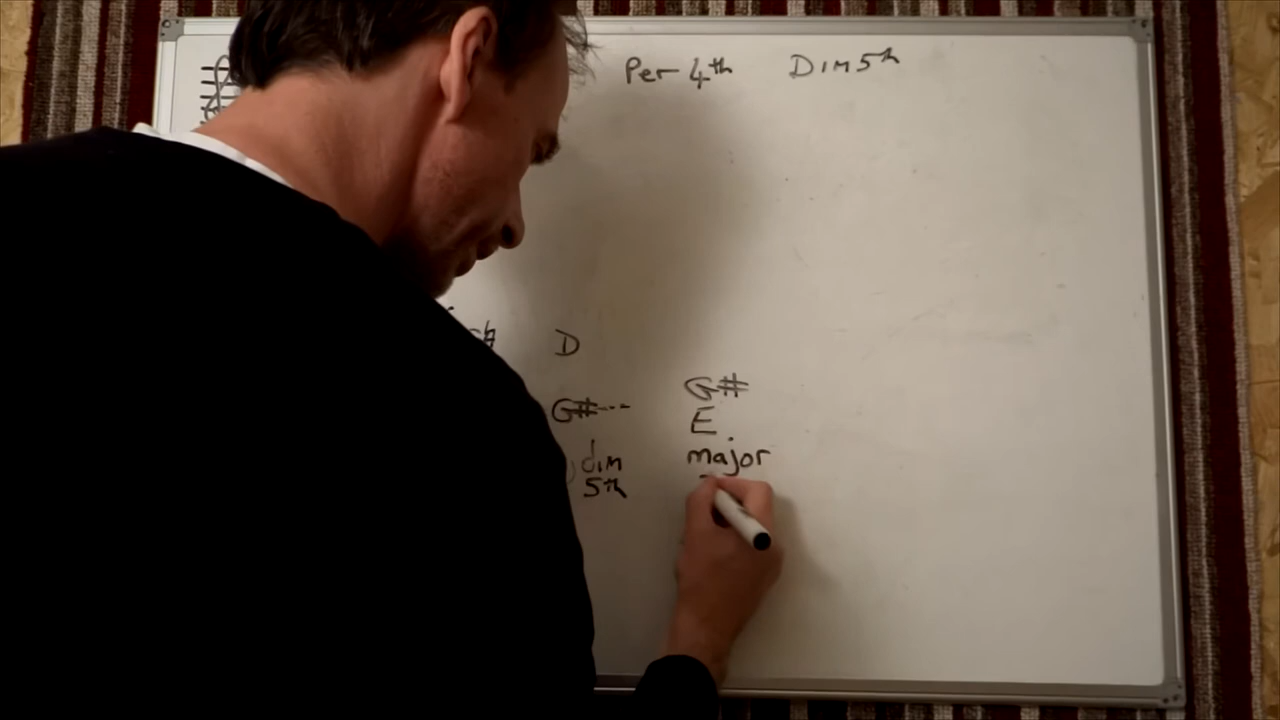 Per 4th Dim 5th
D
G#---
G#
E
dim
major
5th